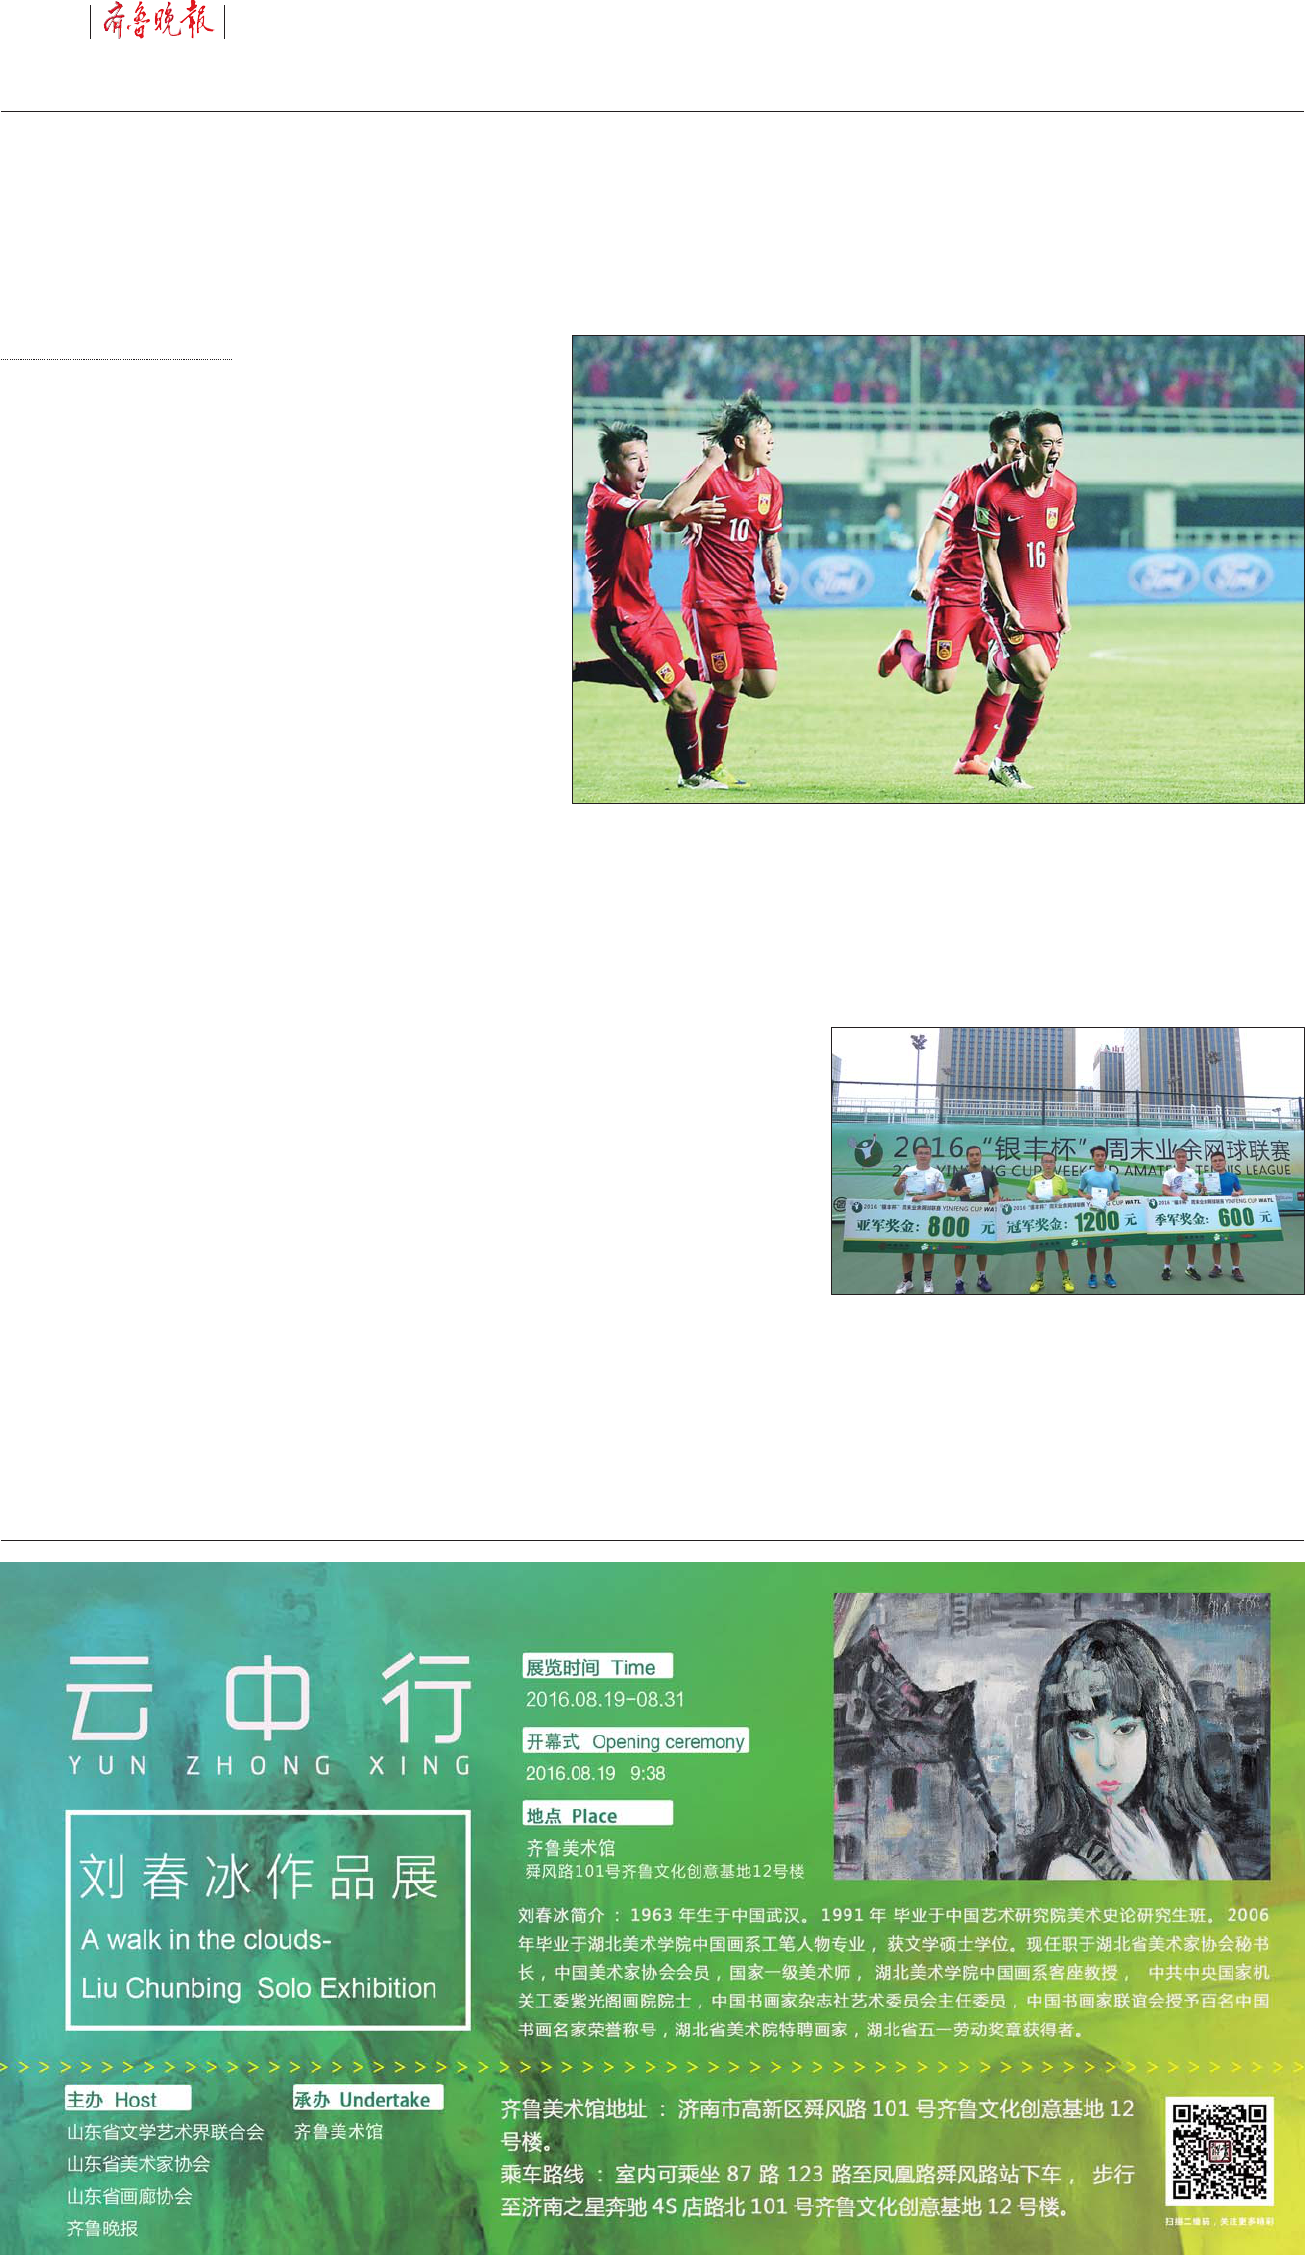 齐鲁晚报
10
16
Ford
Ford
Ford
2016 “银丰杯” 周末业余网球联赛
亚军奖金：800 元
冠军奖金：1200 元
季军奖金：600 元
云中行
YUN ZHONG XING
刘春冰作品展
A walk in the clouds-
Liu Chunbing Solo Exhibition
展览时间 Time
2016.08.19-08.31
开幕式 Opening ceremony
2016.08.19 9:38
地点 Place
齐鲁美术馆
舜风路101号齐鲁文化创意基地12号楼
刘春冰简介 ：1963 年生于中国武汉。1991 年 毕业于中国艺术研究院美术史论研究生班。2006
年毕业于湖北美术学院中国画系工笔人物专业，获文学硕士学位。现任职于湖北省美术家协会秘书
长，中国美术家协会会员，国家一级美术师， 湖北美术学院中国画系客座教授， 中共中央国家机
关工委紫光阁画院院士，中国书画家杂志社艺术委员会主任委员，中国书画家联谊会授予百名中国
书画名家荣誉称号，湖北省美术院特聘画家，湖北省五一劳动奖章获得者。
主办 Host
山东省文学艺术界联合会
山东省美术家协会
山东省画廊协会
齐鲁晚报
承办 Undertake
齐鲁美术馆
齐鲁美术馆地址 ： 济南市高新区舜风路 101 号齐鲁文化创意基地 12
号楼。
乘车路线 ： 室内可乘坐 87 路 123 路至凤凰路舜风路站下车， 步行
至济南之星奔驰 4S 店路北 101 号齐鲁文化创意基地 12 号楼。
扫描二维码，关注更多精彩